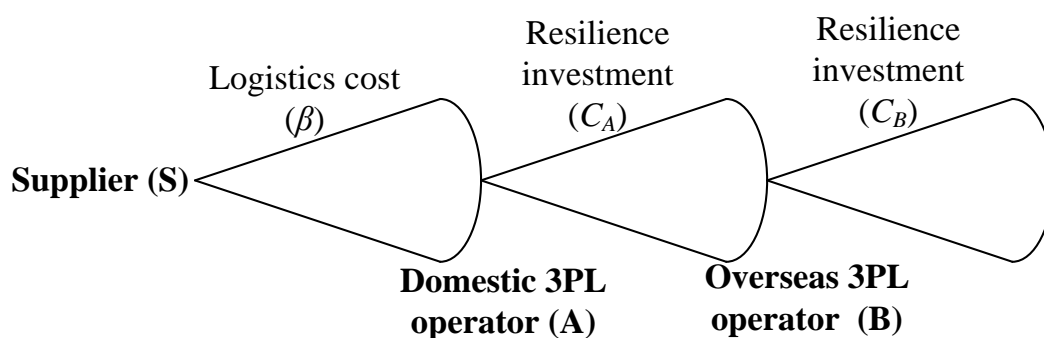 Logistics cost
(β)
Resilience
investment
(C_A)
Resilience
investment
(C_B)
Supplier (S)
Domestic 3PL
operator (A)
Overseas 3PL
operator (B)